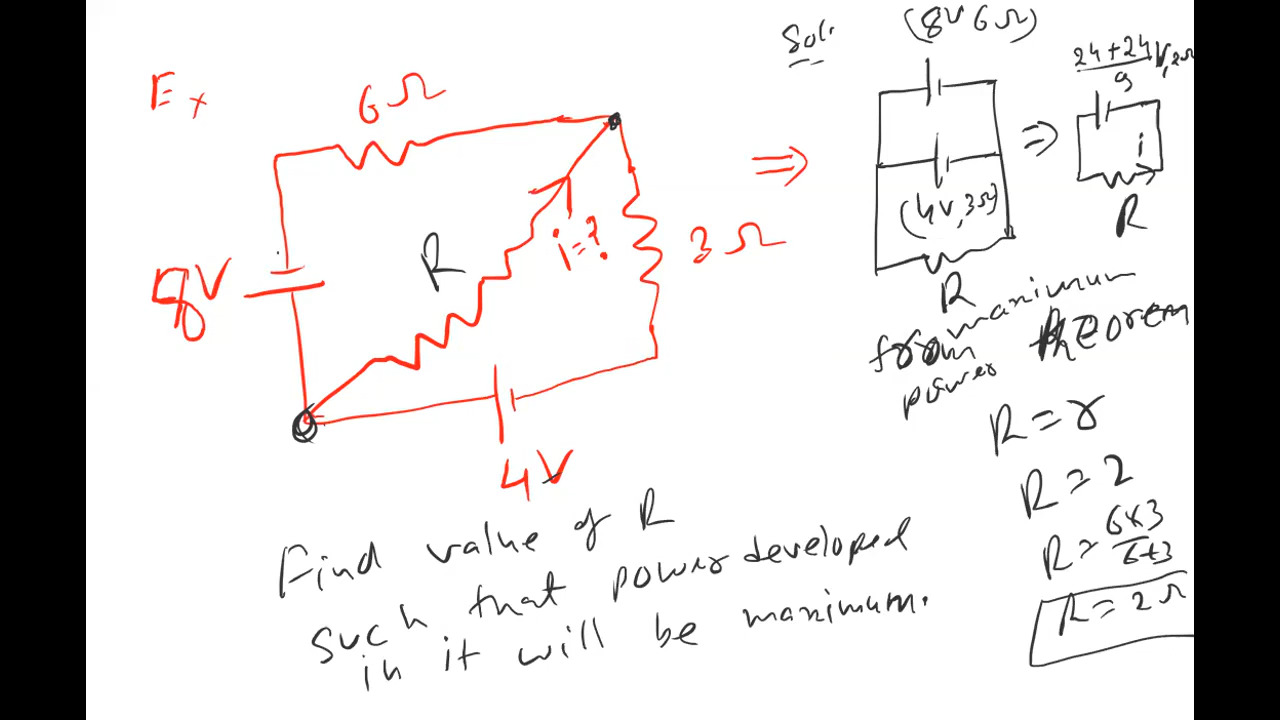 Ex
6Ω
8V
R
i=?
3Ω
4V
Find value of R
such that power developed
in it will be maximum.
Sol:
(8V 6Ω)
(4V, 3Ω)
R
⇒
⇒
24+24/9 V, 2Ω
i
R
from maximum
power theorem
R = r
R = 2
R = 6×3/6+3
R = 2Ω